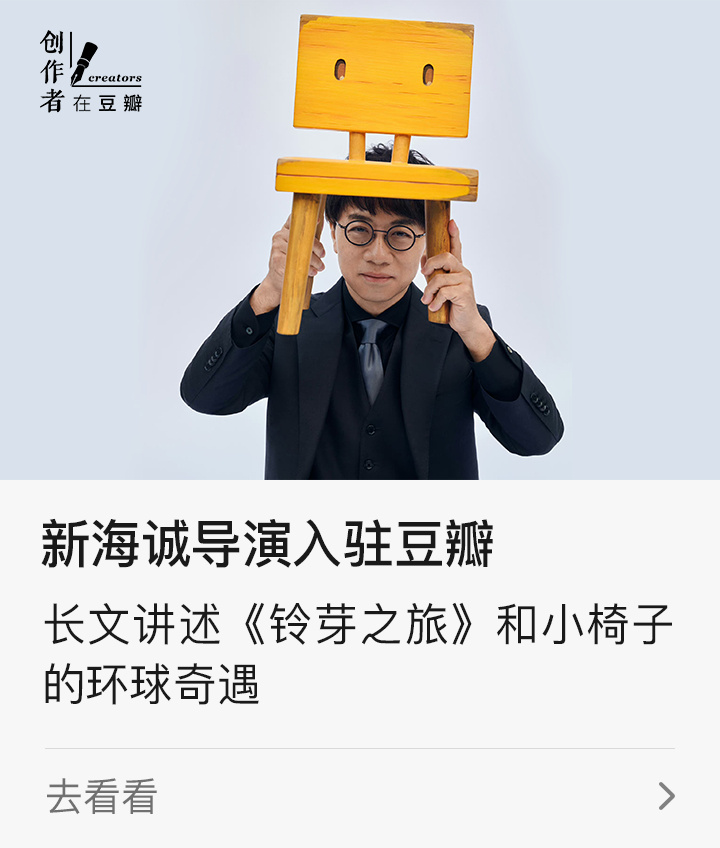 创作者
creators
在豆瓣
新海诚导演入驻豆瓣
长文讲述《铃芽之旅》和小椅子
的环球奇遇
去看看